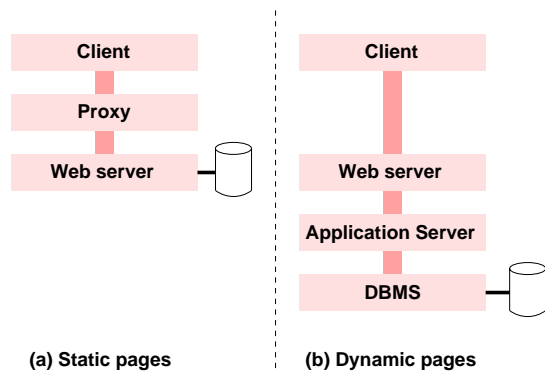 Client
Proxy
Web server
(a) Static pages
Client
Web server
Application Server
DBMS
(b) Dynamic pages